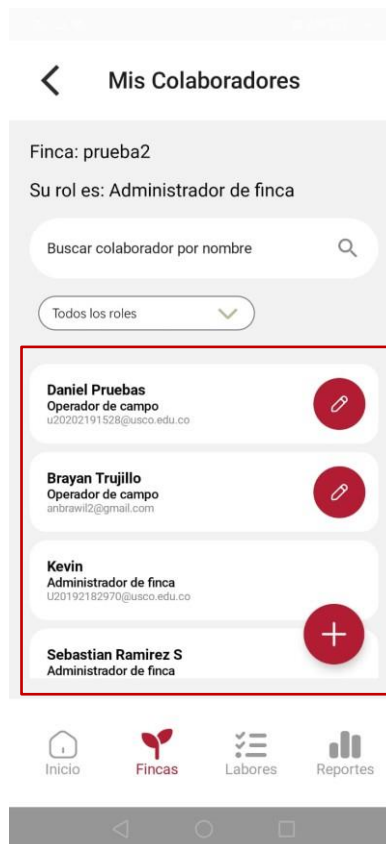 Mis Colaboradores
Finca: prueba2
Su rol es: Administrador de finca
Buscar colaborador por nombre
Todos los roles
Daniel Pruebas
Operador de campo
u20202191528@usco.edu.co
Brayan Trujillo
Operador de campo
anbrawil2@gmail.com
Kevin
Administrador de finca
U20192182970@usco.edu.co
Sebastian Ramirez S
Administrador de finca
Inicio Fincas Labores Reportes